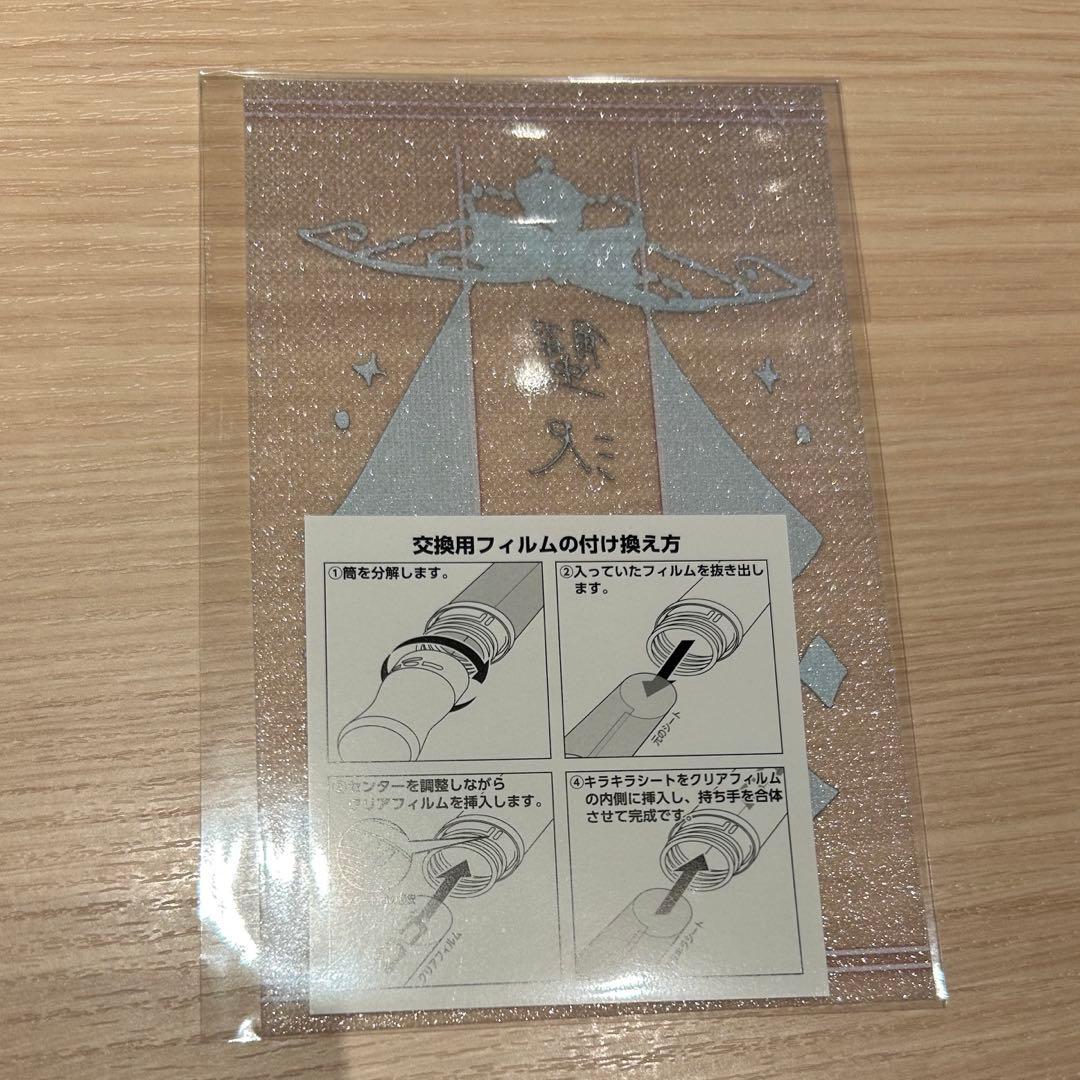 交換用フィルムの付け換え方
①筒を分解します。
②入っていたフィルムを抜き出し
ます。
元のシート
③センターを調整しながら
クリアフィルムを挿入します。
クリアフィルム
④キラキラシートをクリアフィルム
の内側に挿入し、持ち手を合体
させて完成です。